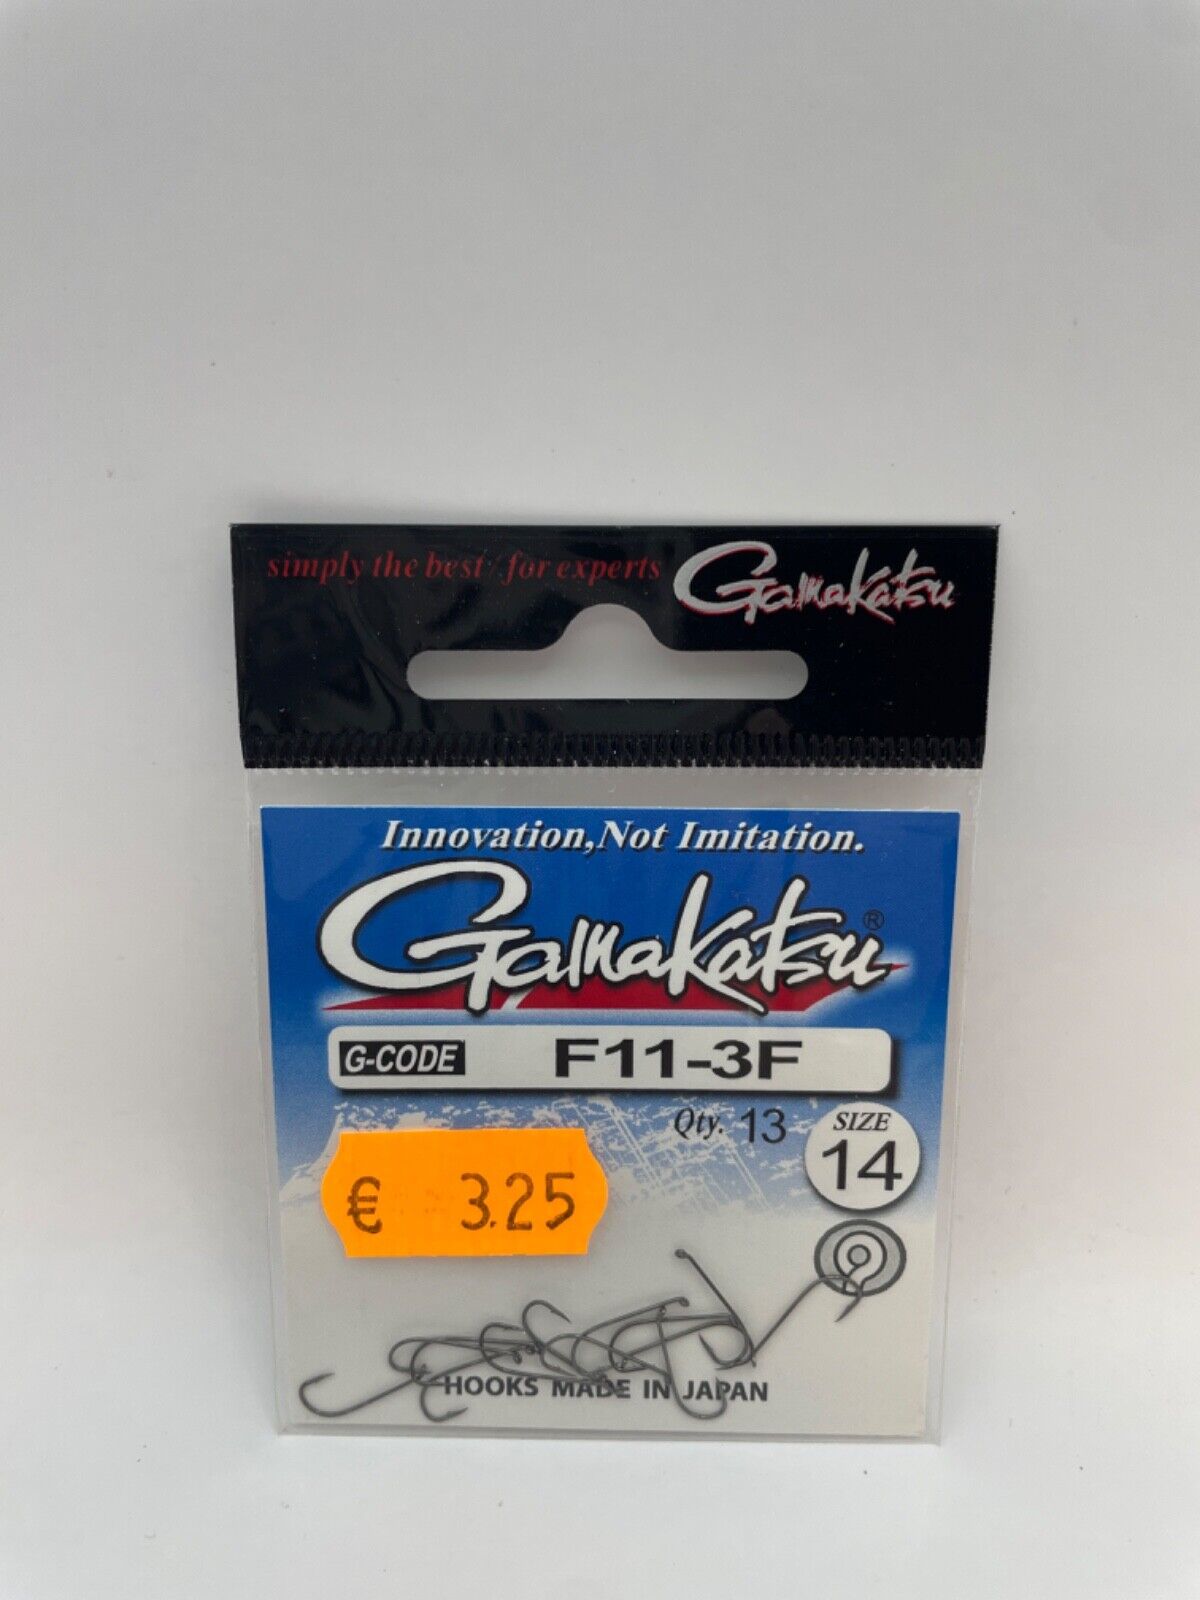 simply the best / for experts
Gamakatsu
Innovation, Not Imitation.
Gamakatsu®
G-CODE F11-3F
Qty. 13
SIZE
14
€ 3.25
HOOKS MADE IN JAPAN